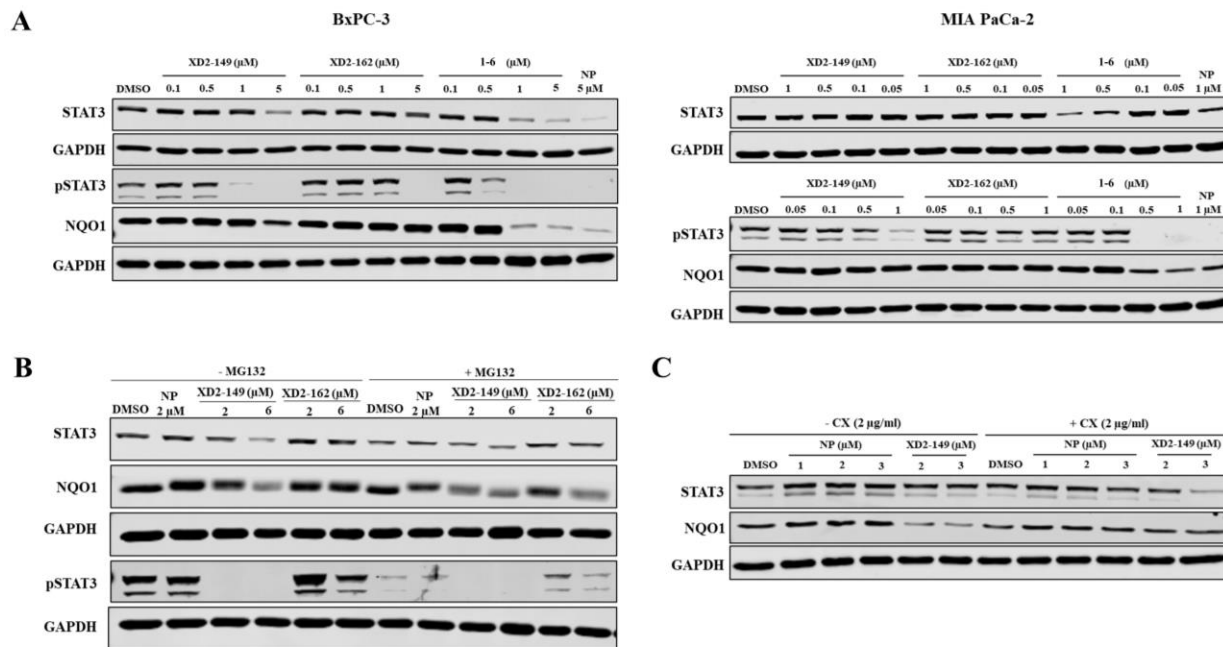 A
BxPC-3
XD2-149 (µM) XD2-162 (µM) 1-6 (µM) NP
DMSO 0.1 0.5 1 5 0.1 0.5 1 5 0.1 0.5 1 5 5 µM
STAT3
GAPDH
pSTAT3
NQO1
GAPDH
MIA PaCa-2
XD2-149 (µM) XD2-162 (µM) 1-6 (µM) NP
DMSO 1 0.5 0.1 0.05 1 0.5 0.1 0.05 1 0.5 0.1 0.05 1 µM
STAT3
GAPDH
XD2-149 (µM) XD2-162 (µM) 1-6 (µM) NP
DMSO 0.05 0.1 0.5 1 0.05 0.1 0.5 1 0.05 0.1 0.5 1 1 µM
pSTAT3
NQO1
GAPDH
B
- MG132 + MG132
DMSO NP 2 µM XD2-149 (µM) XD2-162 (µM) DMSO NP 2 µM XD2-149 (µM) XD2-162 (µM)
2 6 2 6 2 6 2 6
STAT3
NQO1
GAPDH
pSTAT3
GAPDH
C
- CX (2 µg/ml) + CX (2 µg/ml)
NP (µM) XD2-149 (µM) NP (µM) XD2-149 (µM)
DMSO 1 2 3 2 3 DMSO 1 2 3 2 3
STAT3
NQO1
GAPDH